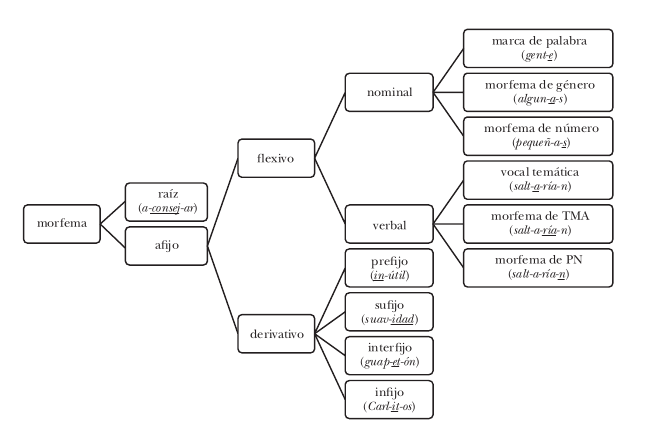 marca de palabra
(gent-e)
nominal
morfema de género
(algun-a-s)
morfema de número
(pequeñ-a-s)
flexivo
vocal temática
(salt-a-ría-n)
raíz
(a-consej-ar)
morfema
verbal
morfema de TMA
(salt-a-ría-n)
afijo
prefijo
(in-útil)
morfema de PN
(salt-a-ría-n)
sufijo
(suav-idad)
derivativo
interfijo
(guap-et-ón)
infijo
(Carl-it-os)